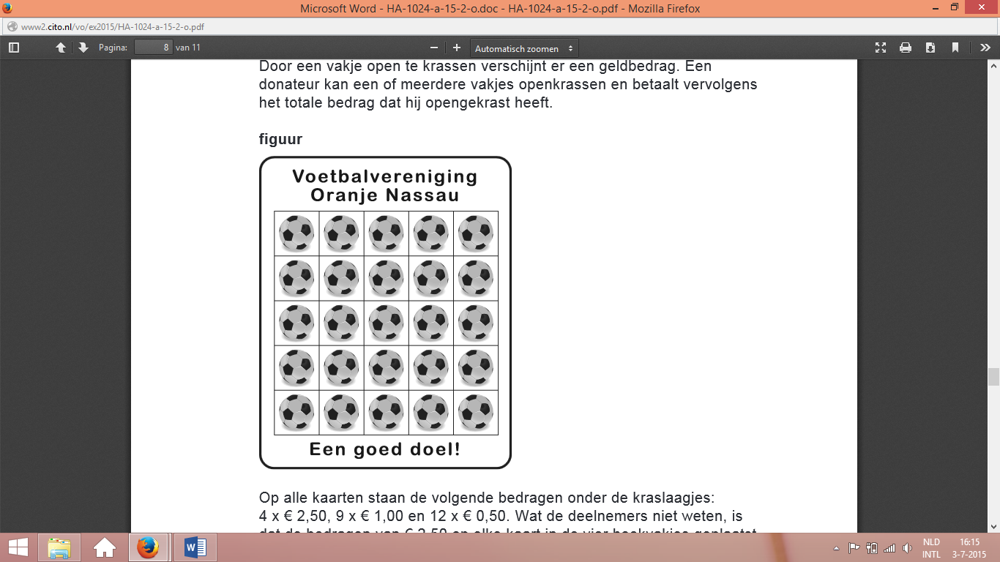 Microsoft Word - HA-1024-a-15-2-o.doc - HA-1024-a-15-2-o.pdf - Mozilla Firefox
www2.cito.nl/vo/ex2015/HA-1024-a-15-2-o.pdf
Pagina: 8 van 11 Automatisch zoomen
Door een vakje open te krassen verschijnt er een geldbedrag. Een
donateur kan een of meerdere vakjes openkrassen en betaalt vervolgens
het totale bedrag dat hij opengekrast heeft.
figuur
Voetbalvereniging
Oranje Nassau
Een goed doel!
Op alle kaarten staan de volgende bedragen onder de kraslaagjes:
4 x € 2,50, 9 x € 1,00 en 12 x € 0,50. Wat de deelnemers niet weten, is
dat de bedragen van € 2,50 op elke kaart in de vier hoekvakjes geplaatst
NLD 16:15
INTL 3-7-2015